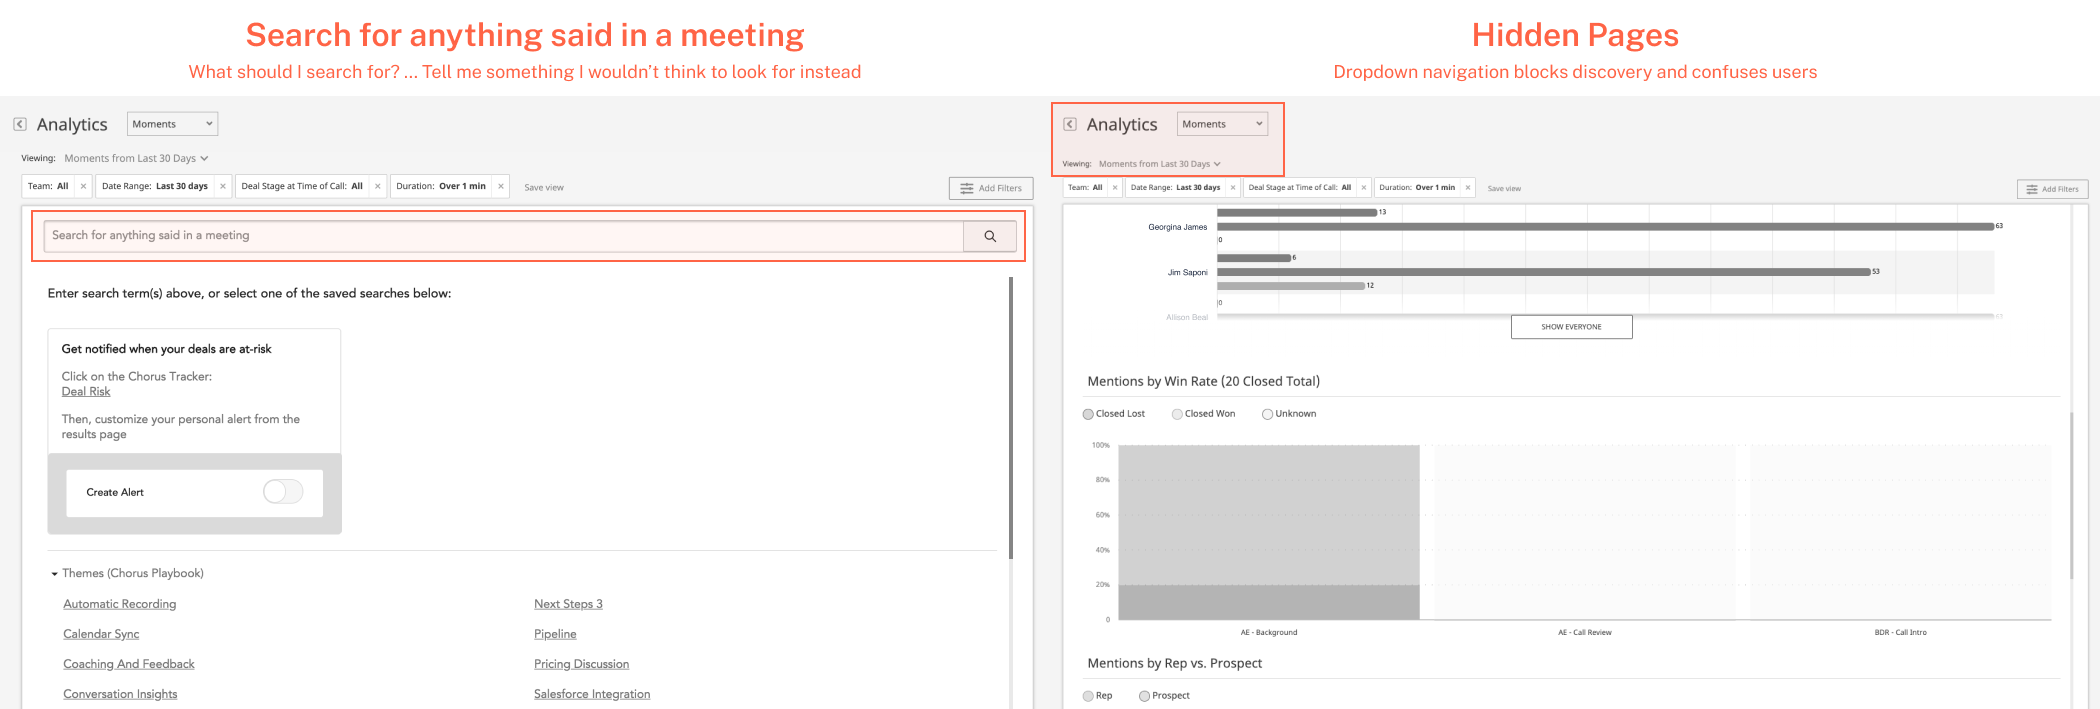 Search for anything said in a meeting
What should I search for? ... Tell me something I wouldn't think to look for instead
Analytics
Moments
Viewing: Moments from Last 30 Days
Team: All × Date Range: Last 30 days × Deal Stage at Time of Call: All × Duration: Over 1 min × Save view
Add Filters
Search for anything said in a meeting
Enter search term(s) above, or select one of the saved searches below:
Get notified when your deals are at-risk
Click on the Chorus Tracker:
Deal Risk
Then, customize your personal alert from the
results page
Create Alert
Themes (Chorus Playbook)
Automatic Recording
Next Steps 3
Calendar Sync
Pipeline
Coaching And Feedback
Pricing Discussion
Conversation Insights
Salesforce Integration
Hidden Pages
Dropdown navigation blocks discovery and confuses users
Analytics
Moments
Viewing: Moments from Last 30 Days
Team: All × Date Range: Last 30 days × Deal Stage at Time of Call: All × Duration: Over 1 min × Save view
Add Filters
13
Georgina James
63
0
6
Jim Saponi
53
12
0
Allison Beal
SHOW EVERYONE
Mentions by Win Rate (20 Closed Total)
Closed Lost
Closed Won
Unknown
100%
80%
60%
40%
20%
0
AE - Background
AE - Call Review
BDR - Call Intro
Mentions by Rep vs. Prospect
Rep
Prospect